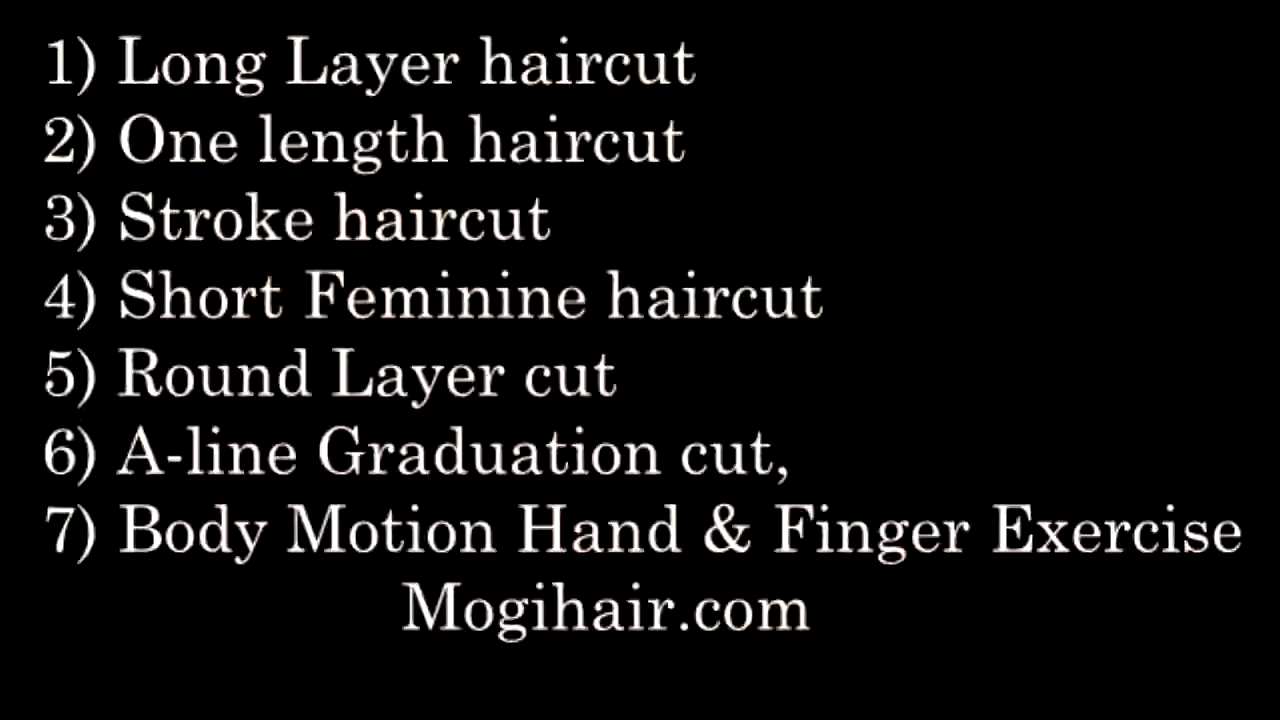 1) Long Layer haircut
2) One length haircut
3) Stroke haircut
4) Short Feminine haircut
5) Round Layer cut
6) A-line Graduation cut,
7) Body Motion Hand & Finger Exercise
Mogihair.com